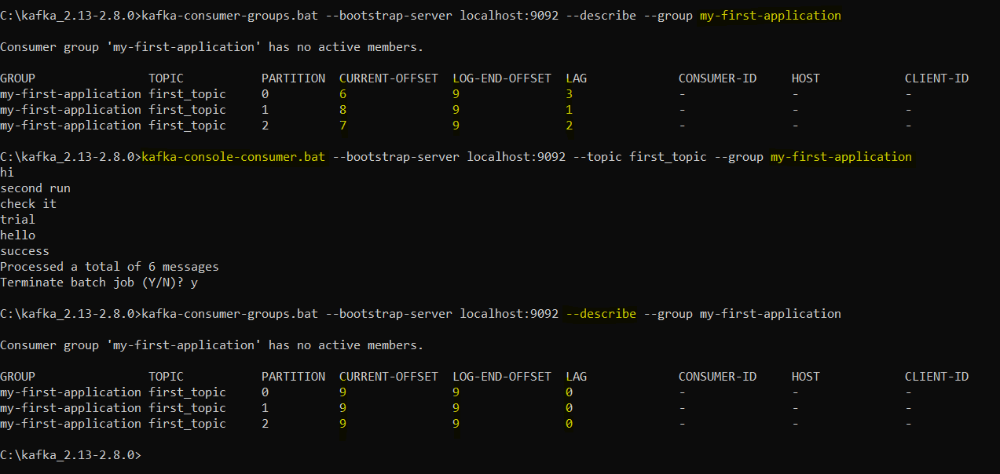 C:\kafka_2.13-2.8.0>kafka-consumer-groups.bat --bootstrap-server localhost:9092 --describe --group my-first-application
Consumer group 'my-first-application' has no active members.
GROUP TOPIC PARTITION CURRENT-OFFSET LOG-END-OFFSET LAG CONSUMER-ID HOST CLIENT-ID
my-first-application first_topic 0 6 9 3 - - -
my-first-application first_topic 1 8 9 1 - - -
my-first-application first_topic 2 7 9 2 - - -
C:\kafka_2.13-2.8.0>kafka-console-consumer.bat --bootstrap-server localhost:9092 --topic first_topic --group my-first-application
hi
second run
check it
trial
hello
success
Processed a total of 6 messages
Terminate batch job (Y/N)? y
C:\kafka_2.13-2.8.0>kafka-consumer-groups.bat --bootstrap-server localhost:9092 --describe --group my-first-application
Consumer group 'my-first-application' has no active members.
GROUP TOPIC PARTITION CURRENT-OFFSET LOG-END-OFFSET LAG CONSUMER-ID HOST CLIENT-ID
my-first-application first_topic 0 9 9 0 - - -
my-first-application first_topic 1 9 9 0 - - -
my-first-application first_topic 2 9 9 0 - - -
C:\kafka_2.13-2.8.0>